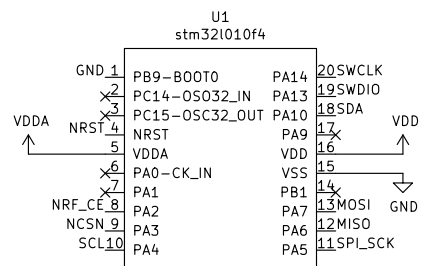 U1
stm32l010f4
GND 1 PB9-BOOT0 PA14 20 SWCLK
2 PC14-OSO32_IN PA13 19 SWDIO
3 PC15-OSC32_OUT PA10 18 SDA
VDDA NRST 4 NRST PA9 17 VDD
5 VDDA VDD 16
6 PA0-CK_IN VSS 15
7 PA1 PB1 14
NRF_CE 8 PA2 PA7 13 MOSI GND
NCSN 9 PA3 PA6 12 MISO
SCL 10 PA4 PA5 11 SPI_SCK